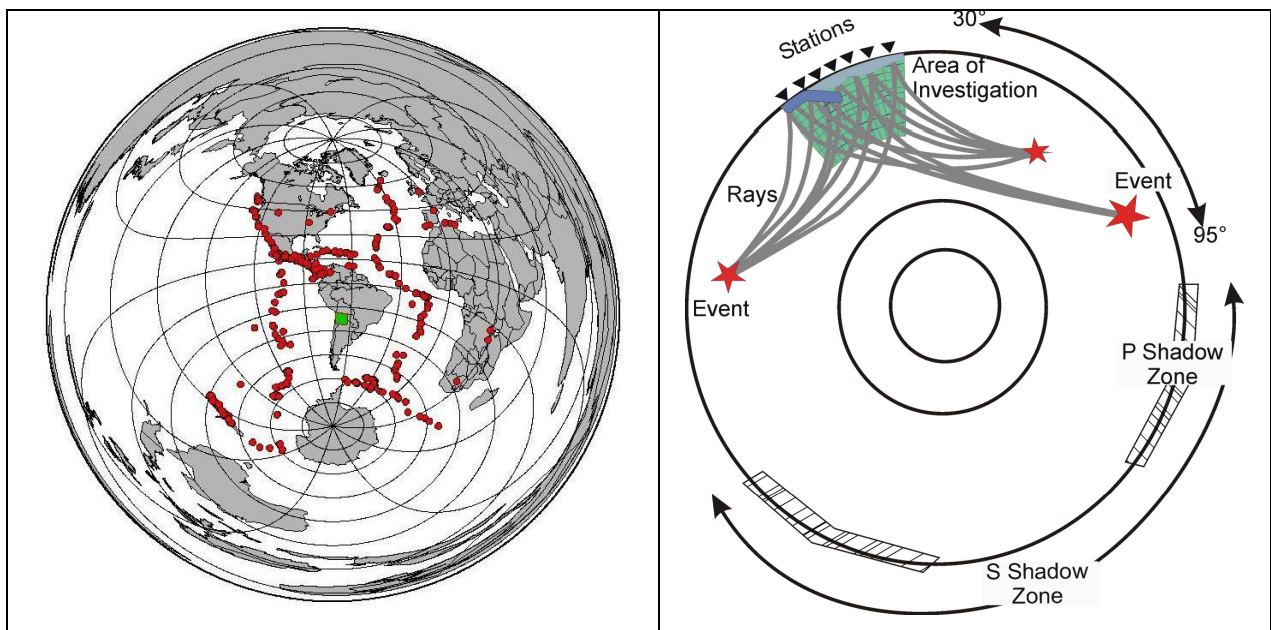 30°
Stations
Area of
Investigation
Rays
Event
95°
Event
P Shadow
Zone
S Shadow
Zone